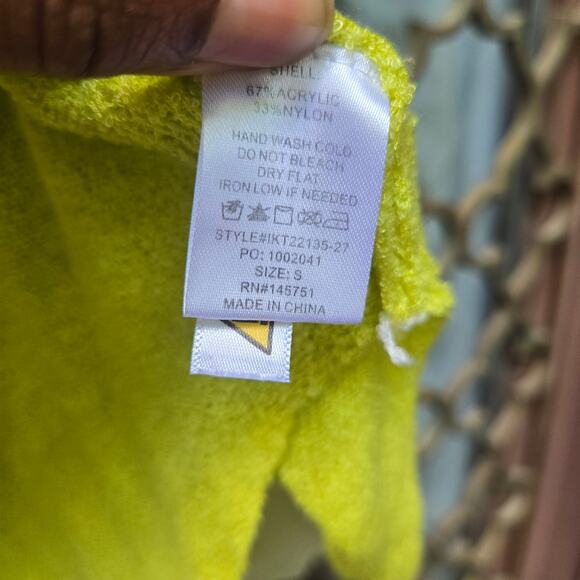 SHELL
67%ACRYLIC
33%NYLON
HAND WASH COLD
DO NOT BLEACH
DRY FLAT
IRON LOW IF NEEDED
STYLE#IKT22135-27
PO: 1002041
SIZE: S
RN#145751
MADE IN CHINA